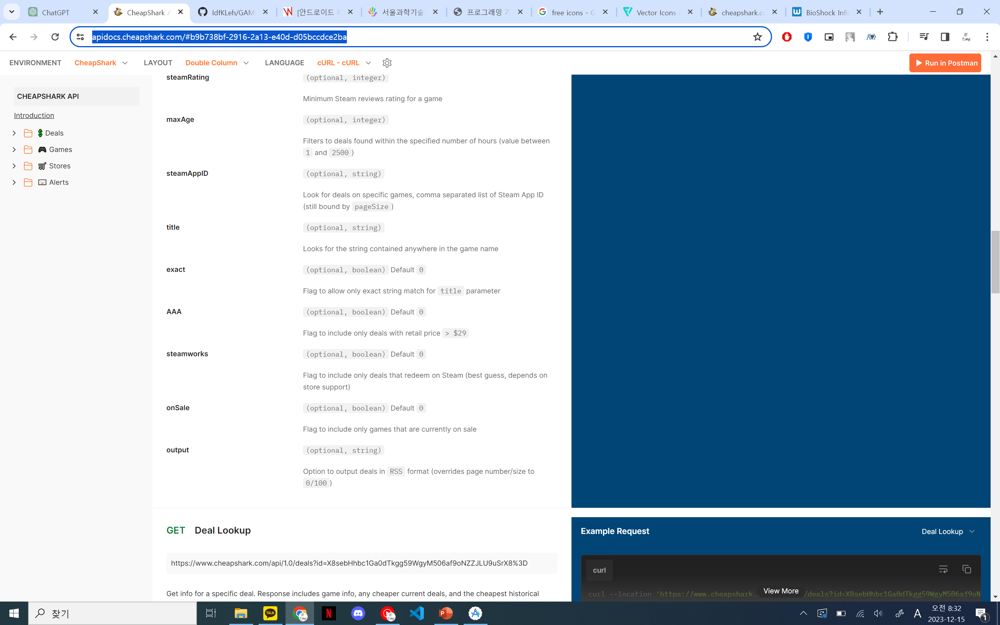 ChatGPT
CheapShark A
IdfKLeh/GAM
[안드로이드
서울과학기술
프로그래밍 기
free icons - G
Vector Icons
cheapshark.co
BioShock Infi
apidocs.cheapshark.com/#b9b738bf-2916-2a13-e40d-d05bccdce2ba
E
Time
ENVIRONMENT CheapShark LAYOUT Double Column LANGUAGE cURL - cURL Run in Postman
CHEAPSHARK API
Introduction
Deals
Games
Stores
Alerts
steamRating (optional, integer)
Minimum Steam reviews rating for a game
maxAge (optional, integer)
Filters to deals found within the specified number of hours (value between
1 and 2500 )
steamAppID (optional, string)
Look for deals on specific games, comma separated list of Steam App ID
(still bound by pageSize )
title (optional, string)
Looks for the string contained anywhere in the game name
exact (optional, boolean) Default 0
Flag to allow only exact string match for title parameter
AAA (optional, boolean) Default 0
Flag to include only deals with retail price > $29
steamworks (optional, boolean) Default 0
Flag to include only deals that redeem on Steam (best guess, depends on
store support)
onSale (optional, boolean) Default 0
Flag to include only games that are currently on sale
output (optional, string)
Option to output deals in RSS format (overrides page number/size to
0/100 )
GET Deal Lookup
https://www.cheapshark.com/api/1.0/deals?id=X8sebHhbc1Ga0dTkgg59WgyM506af9oNZZJLU9uSrX8%3D
Get info for a specific deal. Response includes game info, any cheaper current deals, and the cheapest historical
Example Request Deal Lookup
curl
View More
curl --location 'https://www.cheapshark. /deals?id=X8sebHhbc1Ga0dTkgg59WgyM506af9oN
찾기
TALK
N
P
A
오전 8:32
2023-12-15
1